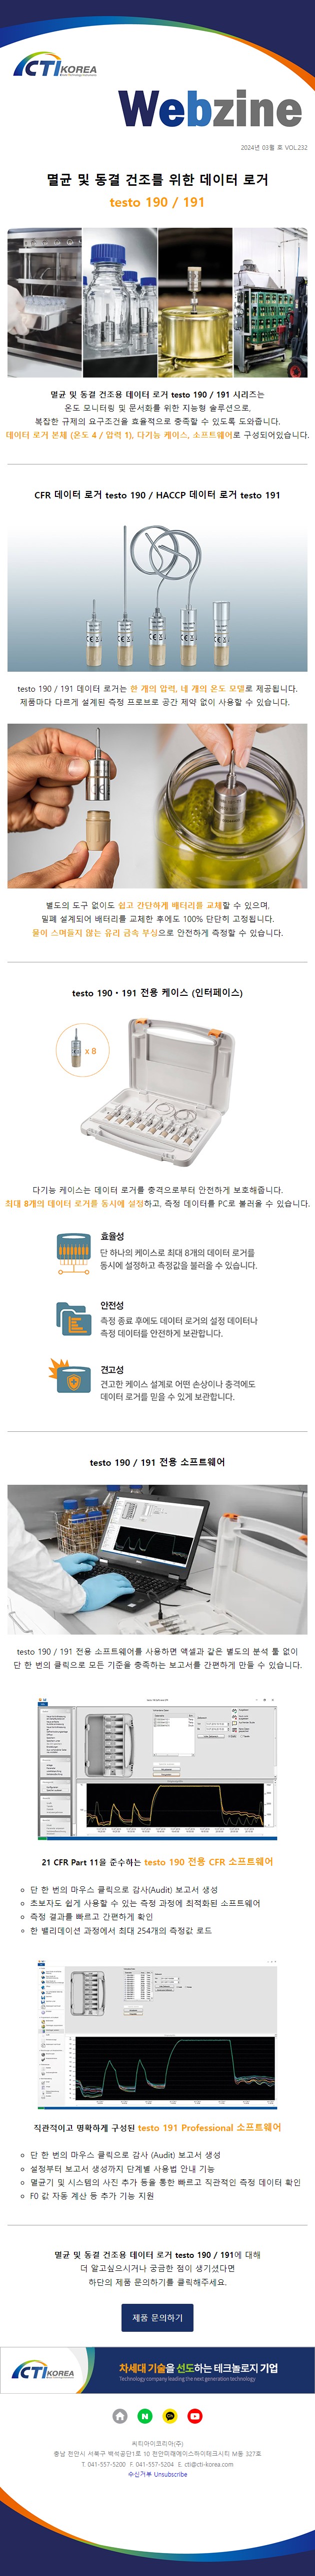 CTI KOREA
Webzine
2024년 03월 호 VOL.232
멸균 및 동결 건조를 위한 데이터 로거
testo 190 / 191
멸균 및 동결 건조용 데이터 로거 testo 190 / 191 시리즈는
온도 모니터링 및 문서화를 위한 지능형 솔루션으로,
복잡한 규제의 요구조건을 효율적으로 충족할 수 있도록 도와줍니다.
데이터 로거 본체 (온도 4 / 압력 1), 다기능 케이스, 소프트웨어로 구성되어있습니다.
CFR 데이터 로거 testo 190 / HACCP 데이터 로거 testo 191
testo 190 / 191 데이터 로거는 한 개의 압력, 네 개의 온도 모델로 제공됩니다.
제품마다 다르게 설계된 측정 프로브로 공간 제약 없이 사용할 수 있습니다.
별도의 도구 없이도 쉽고 간단하게 배터리를 교체할 수 있으며,
밀폐 설계되어 배터리를 교체한 후에도 100% 단단히 고정됩니다.
물이 스며들지 않는 유리 금속 부싱으로 안전하게 측정할 수 있습니다.
testo 190・191 전용 케이스 (인터페이스)
x 8
다기능 케이스는 데이터 로거를 충격으로부터 안전하게 보호해줍니다.
최대 8개의 데이터 로거를 동시에 설정하고, 측정 데이터를 PC로 불러올 수 있습니다.
효율성
단 하나의 케이스로 최대 8개의 데이터 로거를
동시에 설정하고 측정값을 불러올 수 있습니다.
안전성
측정 종료 후에도 데이터 로거의 설정 데이터나
측정 데이터를 안전하게 보관합니다.
견고성
견고한 케이스 설계로 어떤 손상이나 충격에도
데이터 로거를 믿을 수 있게 보관합니다.
testo 190 / 191 전용 소프트웨어
testo 190 / 191 전용 소프트웨어를 사용하면 엑셀과 같은 별도의 분석 툴 없이
단 한 번의 클릭으로 모든 기준을 충족하는 보고서를 간편하게 만들 수 있습니다.
21 CFR Part 11을 준수하는 testo 190 전용 CFR 소프트웨어
단 한 번의 마우스 클릭으로 감사(Audit) 보고서 생성
초보자도 쉽게 사용할 수 있는 측정 과정에 최적화된 소프트웨어
측정 결과를 빠르고 간편하게 확인
한 밸리데이션 과정에서 최대 254개의 측정값 로드
직관적이고 명확하게 구성된 testo 191 Professional 소프트웨어
단 한 번의 마우스 클릭으로 감사 (Audit) 보고서 생성
설정부터 보고서 생성까지 단계별 사용법 안내 기능
멸균기 및 시스템의 사진 추가 등을 통한 빠르고 직관적인 측정 데이터 확인
F0 값 자동 계산 등 추가 기능 지원
멸균 및 동결 건조용 데이터 로거 testo 190 / 191에 대해
더 알고싶으시거나 궁금한 점이 생기셨다면
하단의 제품 문의하기를 클릭해주세요.
제품 문의하기
CTI KOREA
차세대 기술을 선도하는 테크놀로지 기업
Technology company leading the next generation technology
씨티아이코리아(주)
충남 천안시 서북구 백석공단1로 10 천안미래에이스하이테크시티 M동 327호
T. 041-557-5200 F. 041-557-5204 E. cti@cti-korea.com
수신거부 Unsubscribe